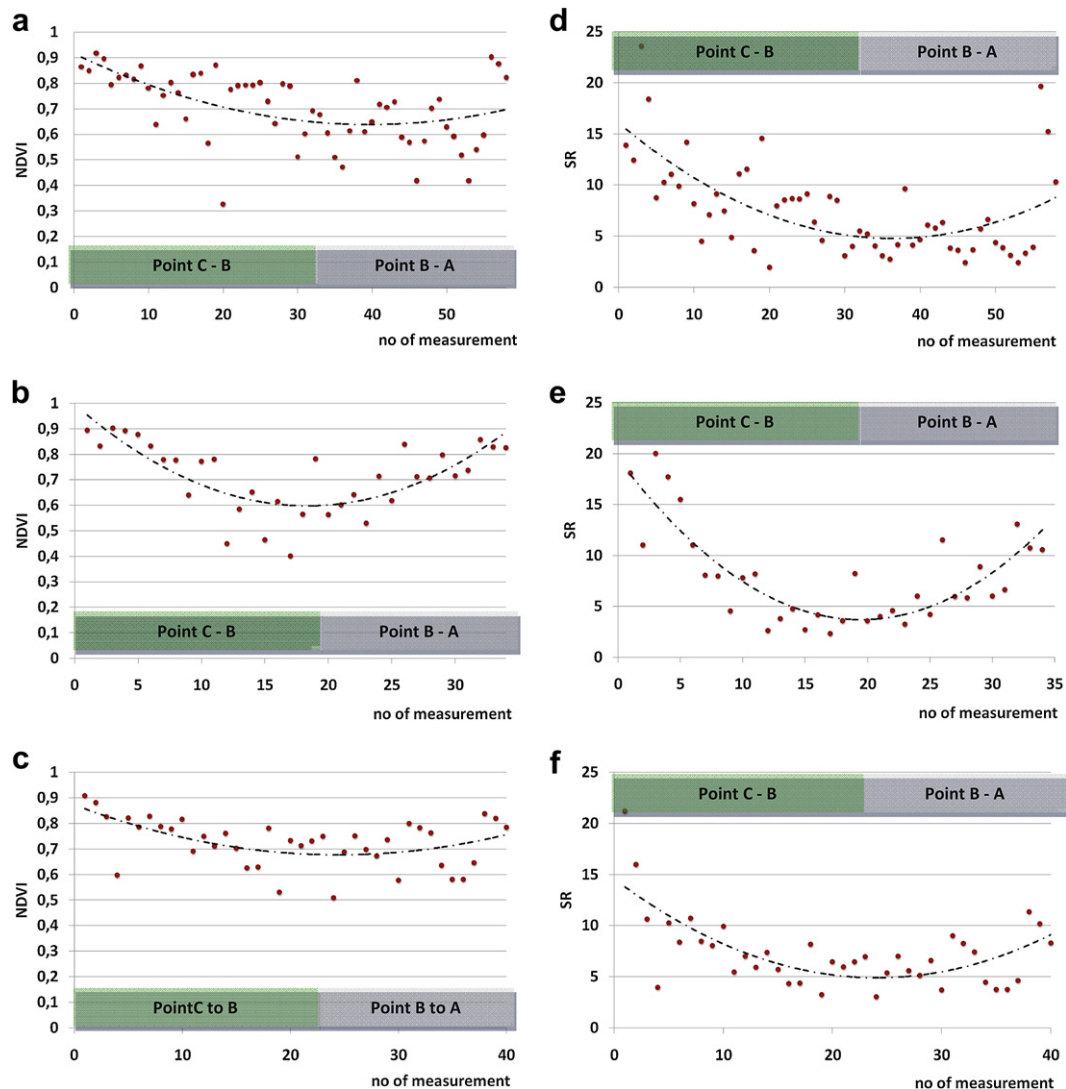 a
1
0,9
0,8
0,7
0,6
0,5
0,4
0,3
0,2
0,1
0
NDVI
Point C - B
Point B - A
0 10 20 30 40 50
no of measurement
d
25
20
15
10
5
0
SR
Point C - B
Point B - A
0 10 20 30 40 50
no of measurement
b
1
0,9
0,8
0,7
0,6
0,5
0,4
0,3
0,2
0,1
0
NDVI
Point C - B
Point B - A
0 5 10 15 20 25 30
no of measurement
e
25
20
15
10
5
0
SR
Point C - B
Point B - A
0 5 10 15 20 25 30 35
no of measurement
c
1
0,9
0,8
0,7
0,6
0,5
0,4
0,3
0,2
0,1
0
NDVI
PointC to B
Point B to A
0 10 20 30 40
no of measurement
f
25
20
15
10
5
0
SR
Point C - B
Point B - A
0 10 20 30 40
no of measurement